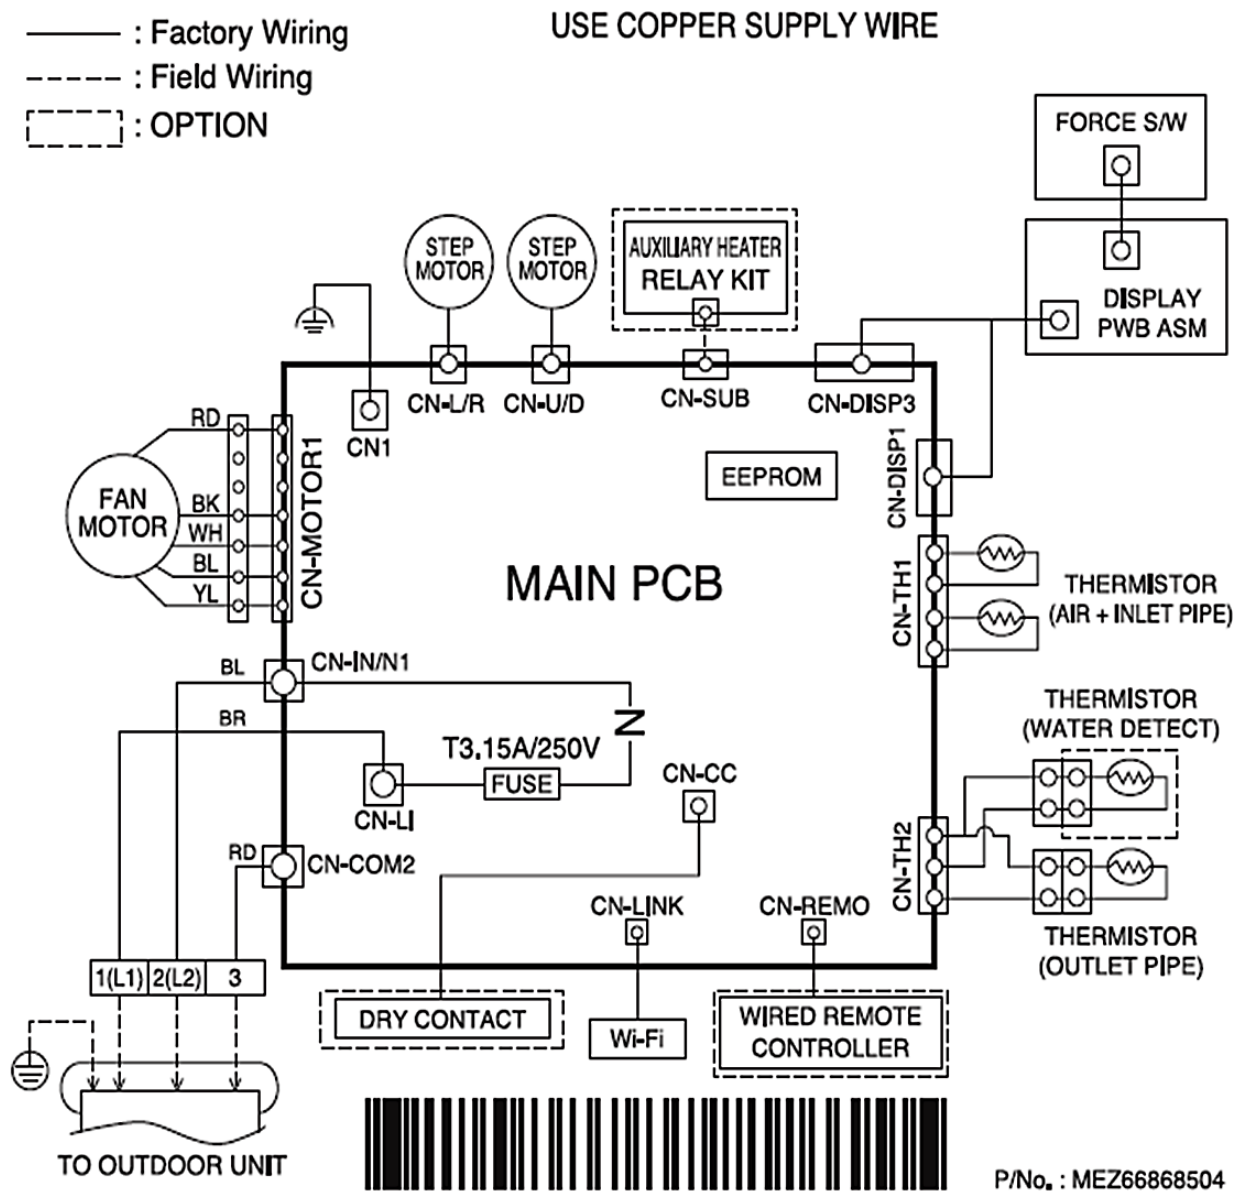 : Factory Wiring
: Field Wiring
: OPTION
USE COPPER SUPPLY WIRE
FORCE S/W
DISPLAY
PWB ASM
STEP
MOTOR
STEP
MOTOR
AUXILIARY HEATER
RELAY KIT
CN-L/R
CN-U/D
CN-SUB
CN-DISP3
CN1
RD
BK
WH
BL
YL
FAN
MOTOR
CN-MOTOR1
EEPROM
CN-DISP1
MAIN PCB
CN-TH1
THERMISTOR
(AIR + INLET PIPE)
BL
CN-IN/N1
BR
T3.15A/250V
FUSE
N
CN-LI
CN-CC
THERMISTOR
(WATER DETECT)
RD
CN-COM2
CN-TH2
CN-LINK
CN-REMO
THERMISTOR
(OUTLET PIPE)
1(L1) 2(L2) 3
DRY CONTACT
Wi-Fi
WIRED REMOTE
CONTROLLER
TO OUTDOOR UNIT
P/No. : MEZ66868504